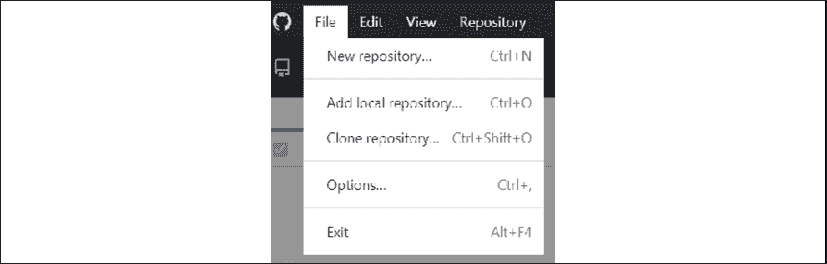 File Edit View Repository
New repository... Ctrl+N
Add local repository... Ctrl+O
Clone repository... Ctrl+Shift+O
Options... Ctrl+,
Exit Alt+F4